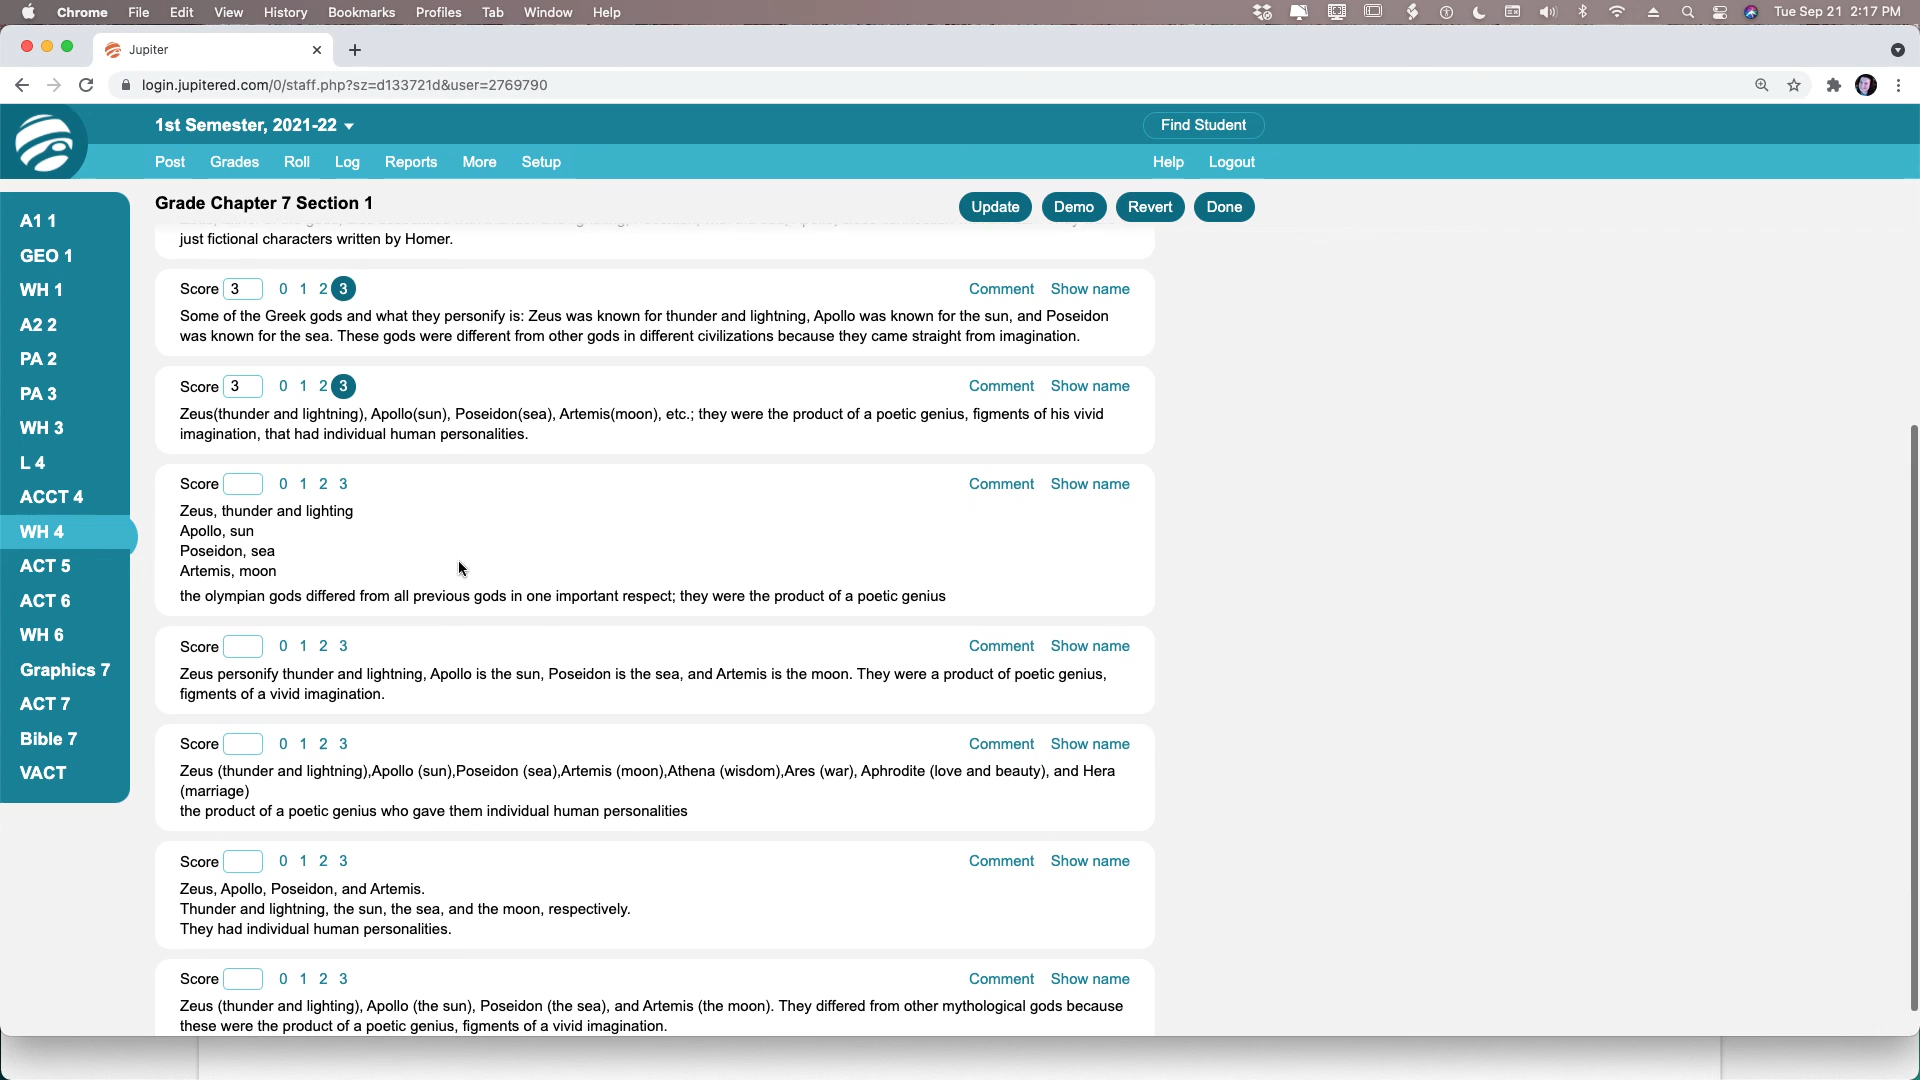 Chrome File Edit View History Bookmarks Profiles Tab Window Help Tue Sep 21 2:17 PM
Jupiter
login.jupitered.com/0/staff.php?sz=d133721d&user=2769790
1st Semester, 2021-22 Find Student
Post Grades Roll Log Reports More Setup Help Logout
Grade Chapter 7 Section 1 Update Demo Revert Done
A1 1
GEO 1
WH 1
A2 2
PA 2
PA 3
WH 3
L 4
ACCT 4
WH 4
ACT 5
ACT 6
WH 6
Graphics 7
ACT 7
Bible 7
VACT
just fictional characters written by Homer.
Score 3 0 1 2 3 Comment Show name
Some of the Greek gods and what they personify is: Zeus was known for thunder and lightning, Apollo was known for the sun, and Poseidon
was known for the sea. These gods were different from other gods in different civilizations because they came straight from imagination.
Score 3 0 1 2 3 Comment Show name
Zeus(thunder and lightning), Apollo(sun), Poseidon(sea), Artemis(moon), etc.; they were the product of a poetic genius, figments of his vivid
imagination, that had individual human personalities.
Score 0 1 2 3 Comment Show name
Zeus, thunder and lighting
Apollo, sun
Poseidon, sea
Artemis, moon
the olympian gods differed from all previous gods in one important respect; they were the product of a poetic genius
Score 0 1 2 3 Comment Show name
Zeus personify thunder and lightning, Apollo is the sun, Poseidon is the sea, and Artemis is the moon. They were a product of poetic genius,
figments of a vivid imagination.
Score 0 1 2 3 Comment Show name
Zeus (thunder and lightning),Apollo (sun),Poseidon (sea),Artemis (moon),Athena (wisdom),Ares (war), Aphrodite (love and beauty), and Hera
(marriage)
the product of a poetic genius who gave them individual human personalities
Score 0 1 2 3 Comment Show name
Zeus, Apollo, Poseidon, and Artemis.
Thunder and lightning, the sun, the sea, and the moon, respectively.
They had individual human personalities.
Score 0 1 2 3 Comment Show name
Zeus (thunder and lighting), Apollo (the sun), Poseidon (the sea), and Artemis (the moon). They differed from other mythological gods because
these were the product of a poetic genius, figments of a vivid imagination.